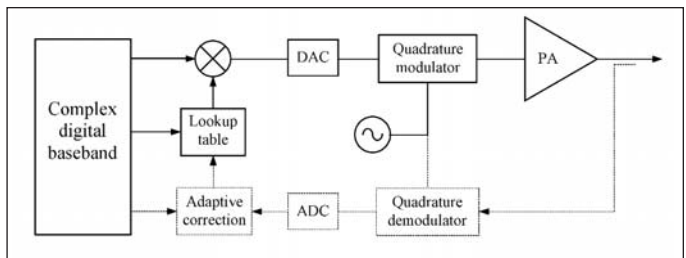 Complex
digital
baseband
Lookup
table
DAC
Quadrature
modulator
PA
Adaptive
correction
ADC
Quadrature
demodulator